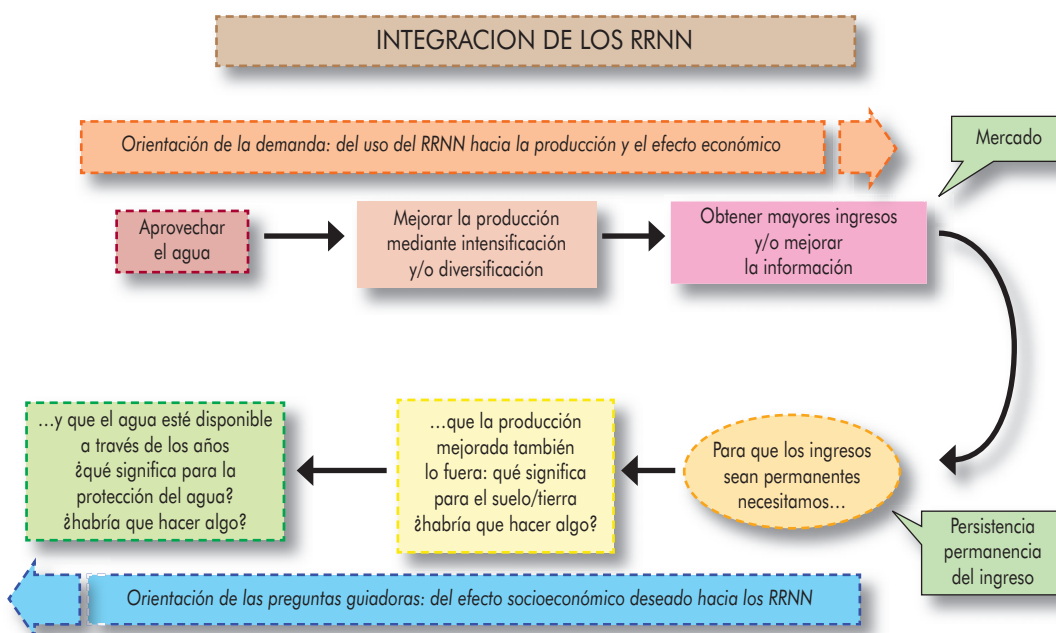 INTEGRACION DE LOS RRNN
Orientación de la demanda: del uso del RRNN hacia la producción y el efecto económico
Mercado
Aprovechar
el agua
Mejorar la producción
mediante intensificación
y/o diversificación
Obtener mayores ingresos
y/o mejorar
la información
...y que el agua esté disponible
a través de los años
¿qué significa para la
protección del agua?
¿habría que hacer algo?
...que la producción
mejorada también
lo fuera: qué significa
para el suelo/tierra
¿habría que hacer algo?
Para que los ingresos
sean permanentes
necesitamos...
Persistencia
permanencia
del ingreso
Orientación de las preguntas guiadoras: del efecto socioeconómico deseado hacia los RRNN